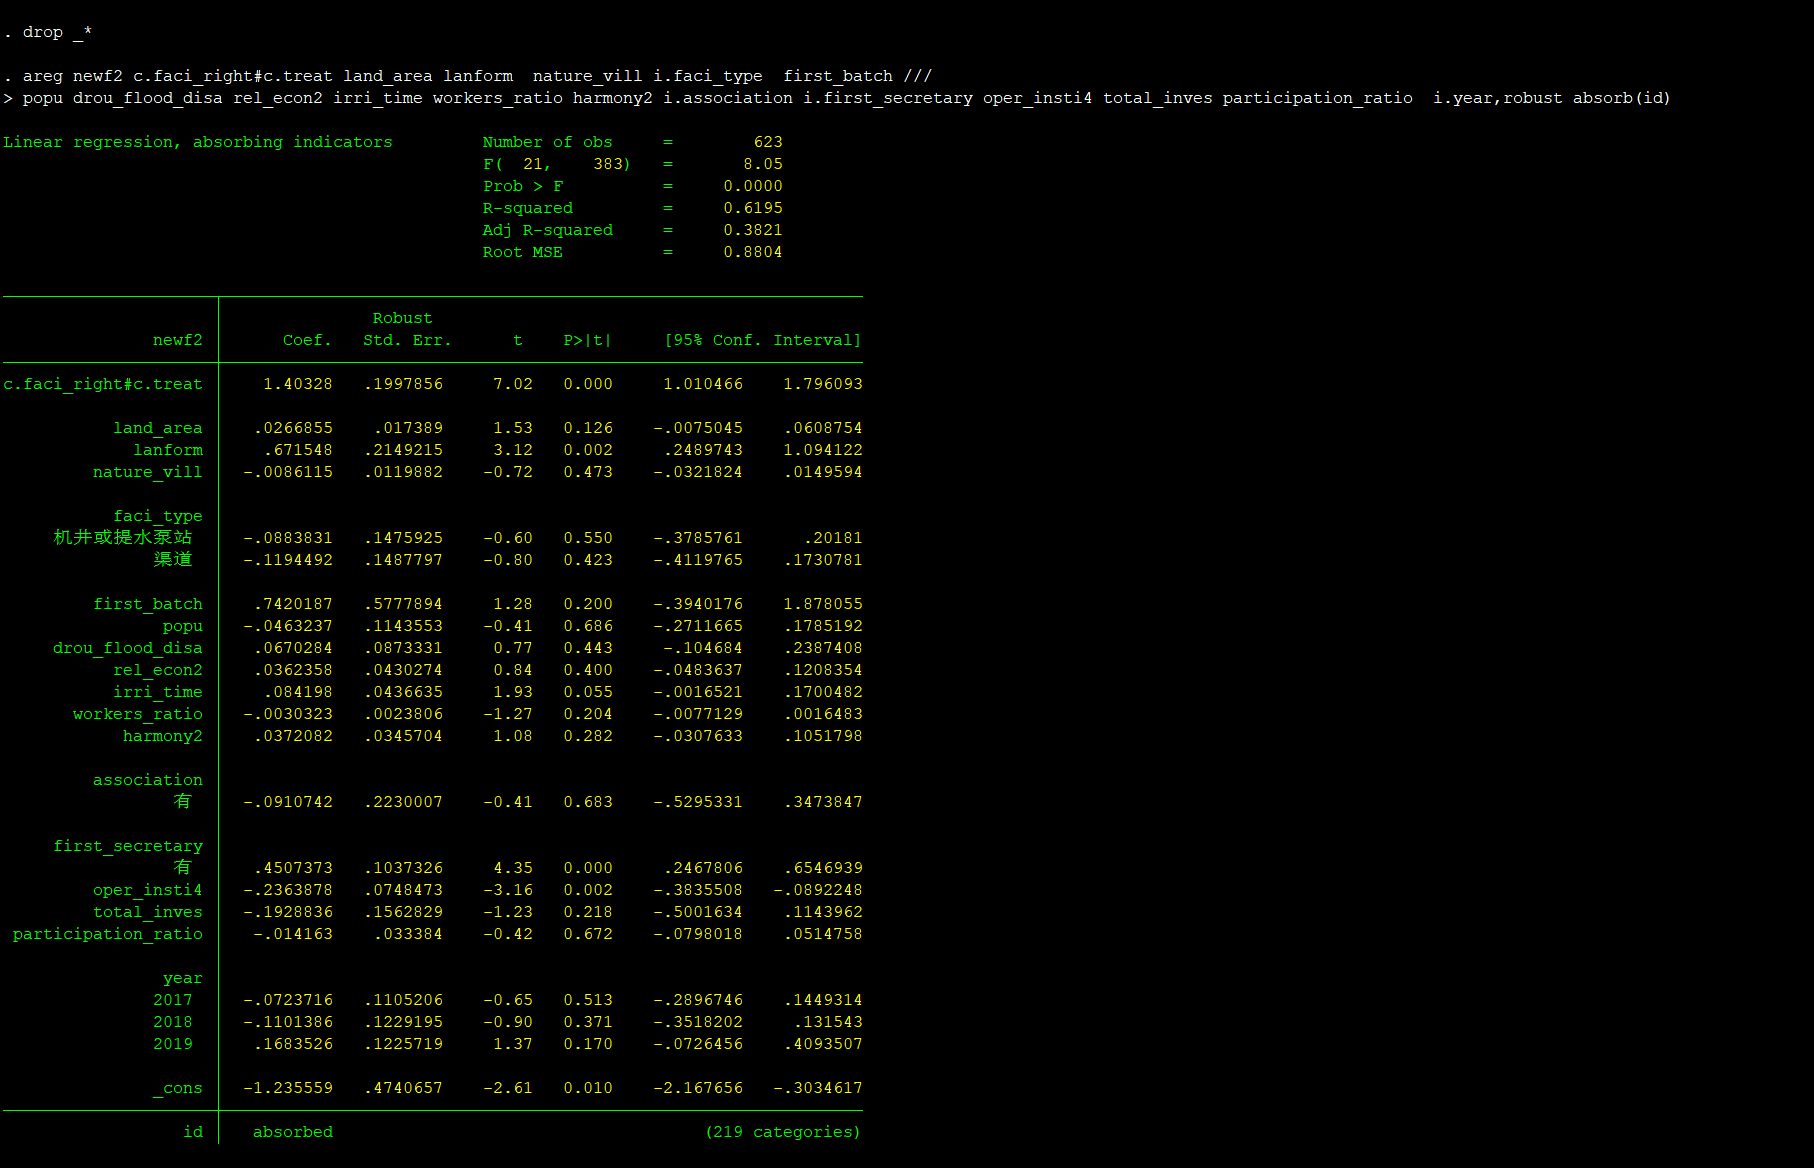 . drop _*
. areg newf2 c.faci_right#c.treat land_area lanform  nature_vill i.faci_type  first_batch ///
> popu drou_flood_disa rel_econ2 irri_time workers_ratio harmony2 i.association i.first_secretary oper_insti4 total_inves participation_ratio  i.year,robust absorb(id)
Linear regression, absorbing indicators Number of obs = 623
F( 21, 383) = 8.05
Prob > F = 0.0000
R-squared = 0.6195
Adj R-squared = 0.3821
Root MSE = 0.8804
Robust
newf2 Coef. Std. Err. t P>|t| [95% Conf. Interval]
c.faci_right#c.treat 1.40328 .1997856 7.02 0.000 1.010466 1.796093
land_area .0266855 .017389 1.53 0.126 -.0075045 .0608754
lanform .671548 .2149215 3.12 0.002 .2489743 1.094122
nature_vill -.0086115 .0119882 -0.72 0.473 -.0321824 .0149594
faci_type
机井或提水泵站 -.0883831 .1475925 -0.60 0.550 -.3785761 .20181
渠道 -.1194492 .1487797 -0.80 0.423 -.4119765 .1730781
first_batch .7420187 .5777894 1.28 0.200 -.3940176 1.878055
popu -.0463237 .1143553 -0.41 0.686 -.2711665 .1785192
drou_flood_disa .0670284 .0873331 0.77 0.443 -.104684 .2387408
rel_econ2 .0362358 .0430274 0.84 0.400 -.0483637 .1208354
irri_time .084198 .0436635 1.93 0.055 -.0016521 .1700482
workers_ratio -.0030323 .0023806 -1.27 0.204 -.0077129 .0016483
harmony2 .0372082 .0345704 1.08 0.282 -.0307633 .1051798
association
有 -.0910742 .2230007 -0.41 0.683 -.5295331 .3473847
first_secretary
有 .4507373 .1037326 4.35 0.000 .2467806 .6546939
oper_insti4 -.2363878 .0748473 -3.16 0.002 -.3835508 -.0892248
total_inves -.1928836 .1562829 -1.23 0.218 -.5001634 .1143962
participation_ratio -.014163 .033384 -0.42 0.672 -.0798018 .0514758
year
2017 -.0723716 .1105206 -0.65 0.513 -.2896746 .1449314
2018 -.1101386 .1229195 -0.90 0.371 -.3518202 .131543
2019 .1683526 .1225719 1.37 0.170 -.0726456 .4093507
_cons -1.235559 .4740657 -2.61 0.010 -2.167656 -.3034617
id absorbed (219 categories)